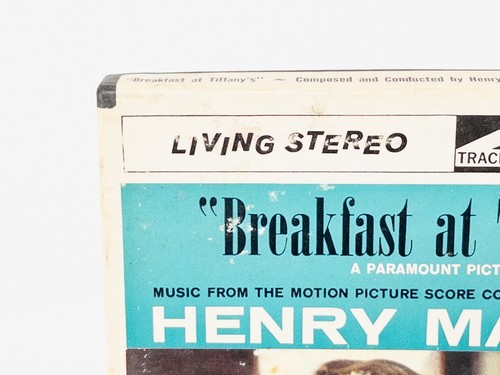 "Breakfast at Tiffany's" ~ Composed and Conducted by Henry
LIVING STEREO
TRACK
"Breakfast at
A PARAMOUNT PICT
MUSIC FROM THE MOTION PICTURE SCORE CO
HENRY MA